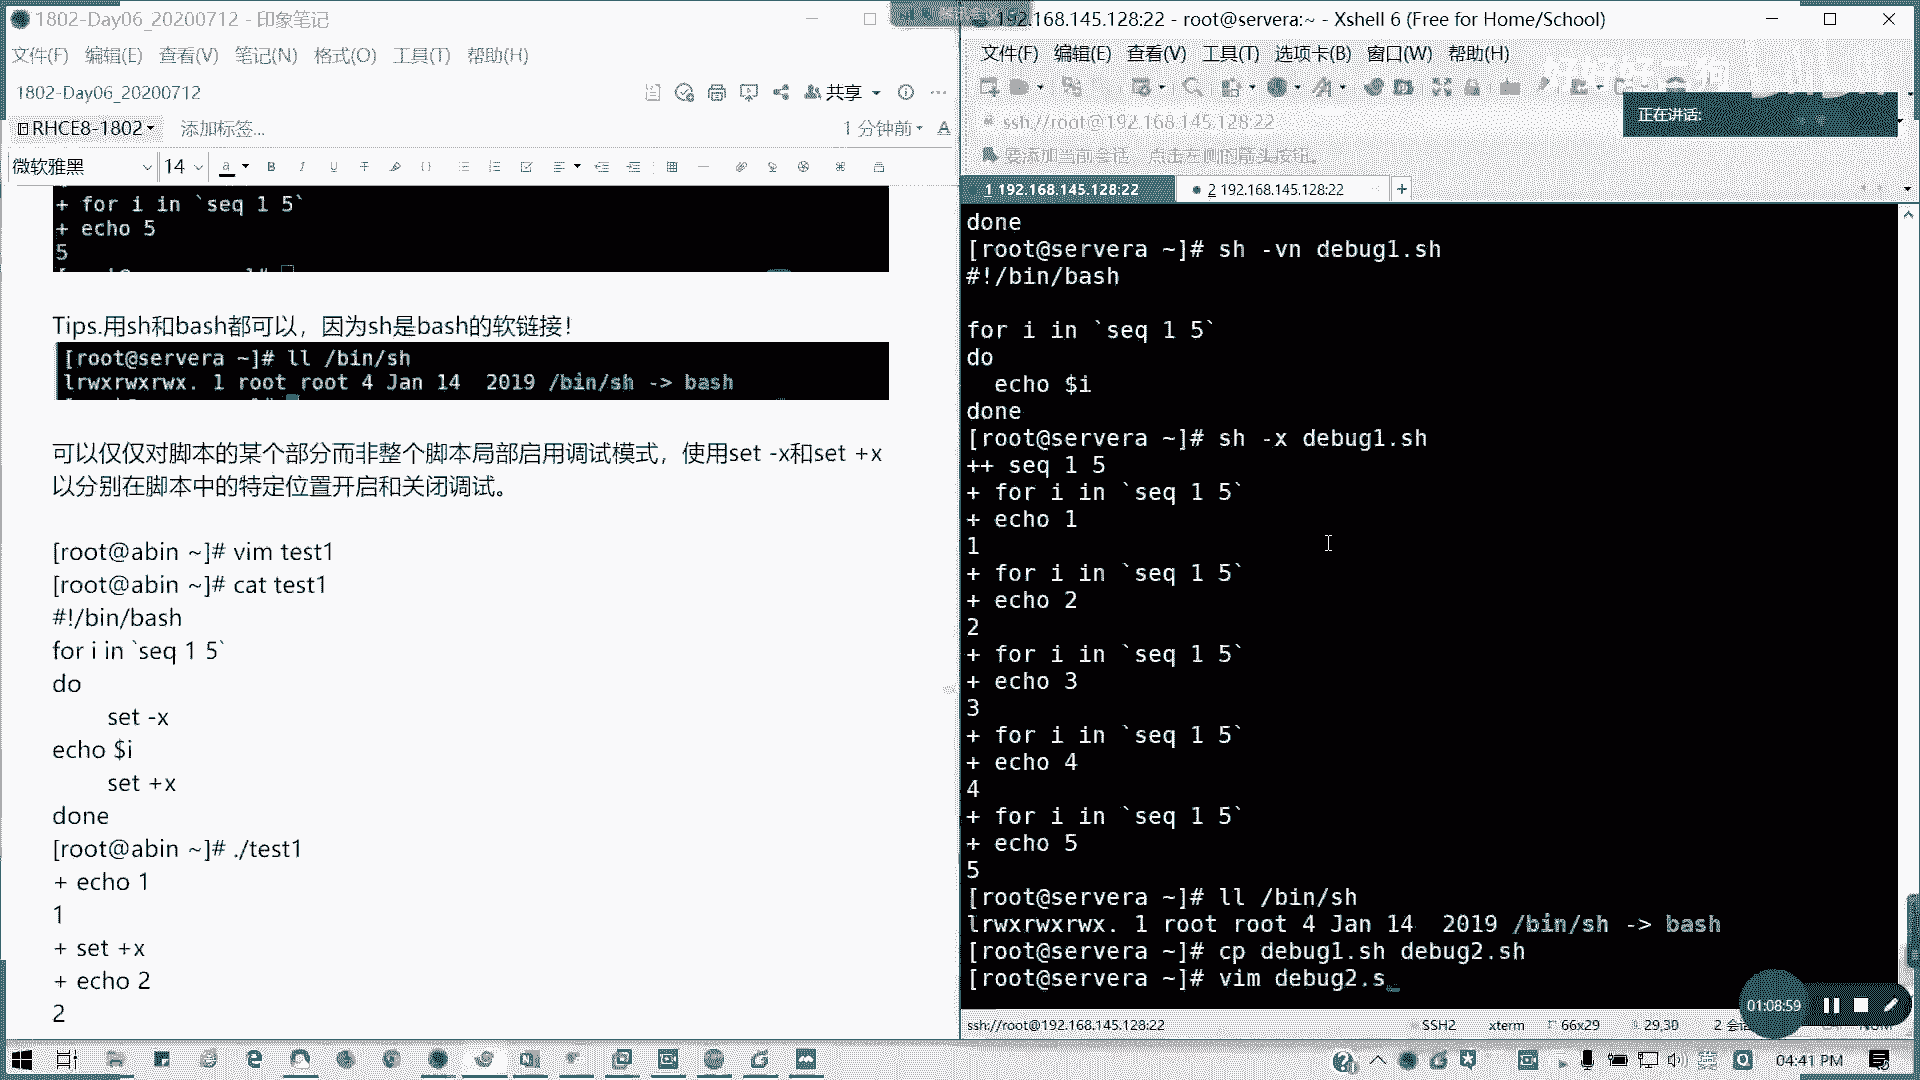 1802-Day06_20200712 - 印象笔记
文件(F) 编辑(E) 查看(V) 笔记(N) 格式(O) 工具(T) 帮助(H)
1802-Day06_20200712
共享
RHCE8-1802
添加标签...
1 分钟前
微软雅黑
14
+ for i in `seq 1 5`
+ echo 5
5
Tips.用sh和bash都可以，因为sh是bash的软链接！
[root@servera ~]# ll /bin/sh
lrwxrwxrwx. 1 root root 4 Jan 14  2019 /bin/sh -> bash
可以仅仅对脚本的某个部分而非整个脚本局部启用调试模式，使用set -x和set +x
以分别在脚本中的特定位置开启和关闭调试。
[root@abin ~]# vim test1
[root@abin ~]# cat test1
#!/bin/bash
for i in `seq 1 5`
do
set -x
echo $i
set +x
done
[root@abin ~]# ./test1
+ echo 1
1
+ set +x
+ echo 2
2
192.168.145.128:22 - root@servera:~ - Xshell 6 (Free for Home/School)
文件(F) 编辑(E) 查看(V) 工具(T) 选项卡(B) 窗口(W) 帮助(H)
ssh://root@192.168.145.128:22
正在讲话:
要添加当前会话，点击左侧的箭头按钮。
1 192.168.145.128:22
2 192.168.145.128:22
done
[root@servera ~]# sh -vn debug1.sh
#!/bin/bash
for i in `seq 1 5`
do
  echo $i
done
[root@servera ~]# sh -x debug1.sh
++ seq 1 5
+ for i in `seq 1 5`
+ echo 1
1
+ for i in `seq 1 5`
+ echo 2
2
+ for i in `seq 1 5`
+ echo 3
3
+ for i in `seq 1 5`
+ echo 4
4
+ for i in `seq 1 5`
+ echo 5
5
[root@servera ~]# ll /bin/sh
lrwxrwxrwx. 1 root root 4 Jan 14  2019 /bin/sh -> bash
[root@servera ~]# cp debug1.sh debug2.sh
[root@servera ~]# vim debug2.s
01:08:59
ssh://root@192.168.145.128:22
SSH2
xterm
66x29
29,30
04:41 PM